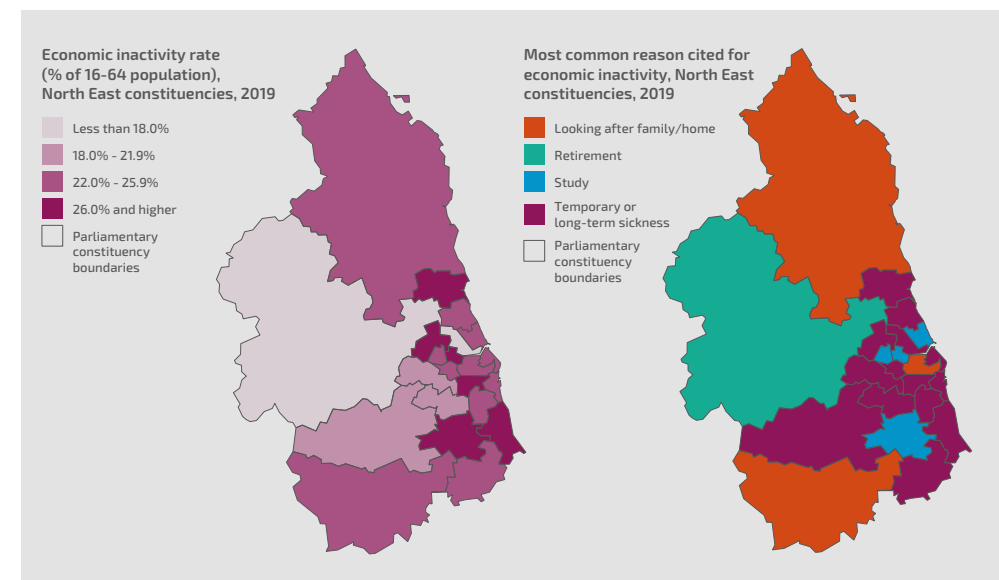 Economic inactivity rate
(% of 16-64 population),
North East constituencies, 2019
Less than 18.0%
18.0% - 21.9%
22.0% - 25.9%
26.0% and higher
Parliamentary
constituency
boundaries
Most common reason cited for
economic inactivity, North East
constituencies, 2019
Looking after family/home
Retirement
Study
Temporary or
long-term sickness
Parliamentary
constituency
boundaries